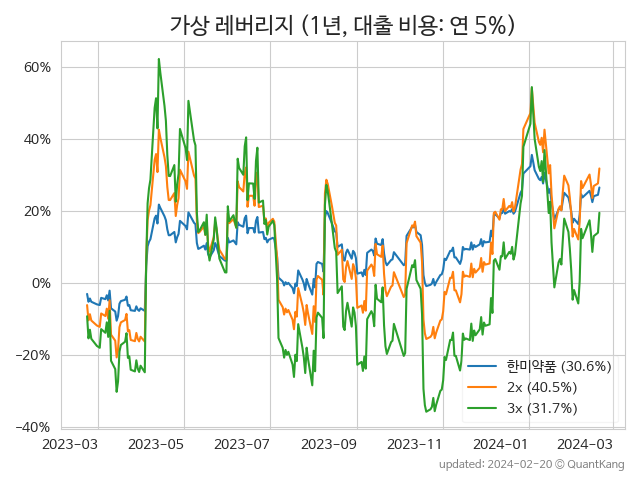 가상 레버리지 (1년, 대출 비용: 연 5%)
60%
40%
20%
0%
−20%
−40%
한미약품 (30.6%)
2x (40.5%)
3x (31.7%)
2023-03 2023-05 2023-07 2023-09 2023-11 2024-01 2024-03
updated: 2024-02-20 ⓒ QuantKang